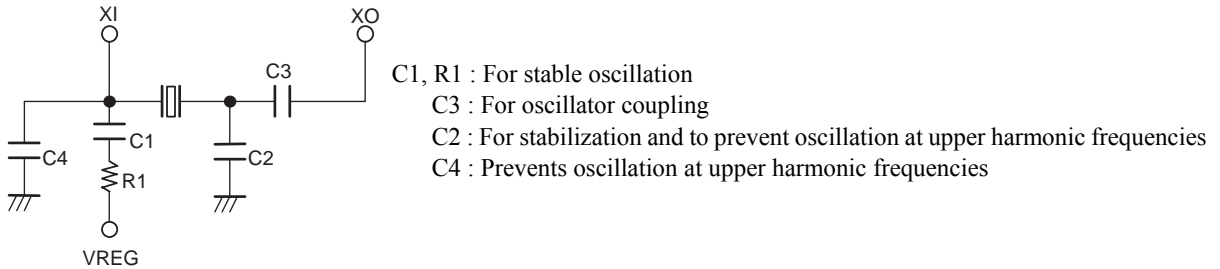 XI
XO
C3
C1, R1 : For stable oscillation
C3 : For oscillator coupling
C1
C2 : For stabilization and to prevent oscillation at upper harmonic frequencies
C4
C2
C4 : Prevents oscillation at upper harmonic frequencies
R1
VREG